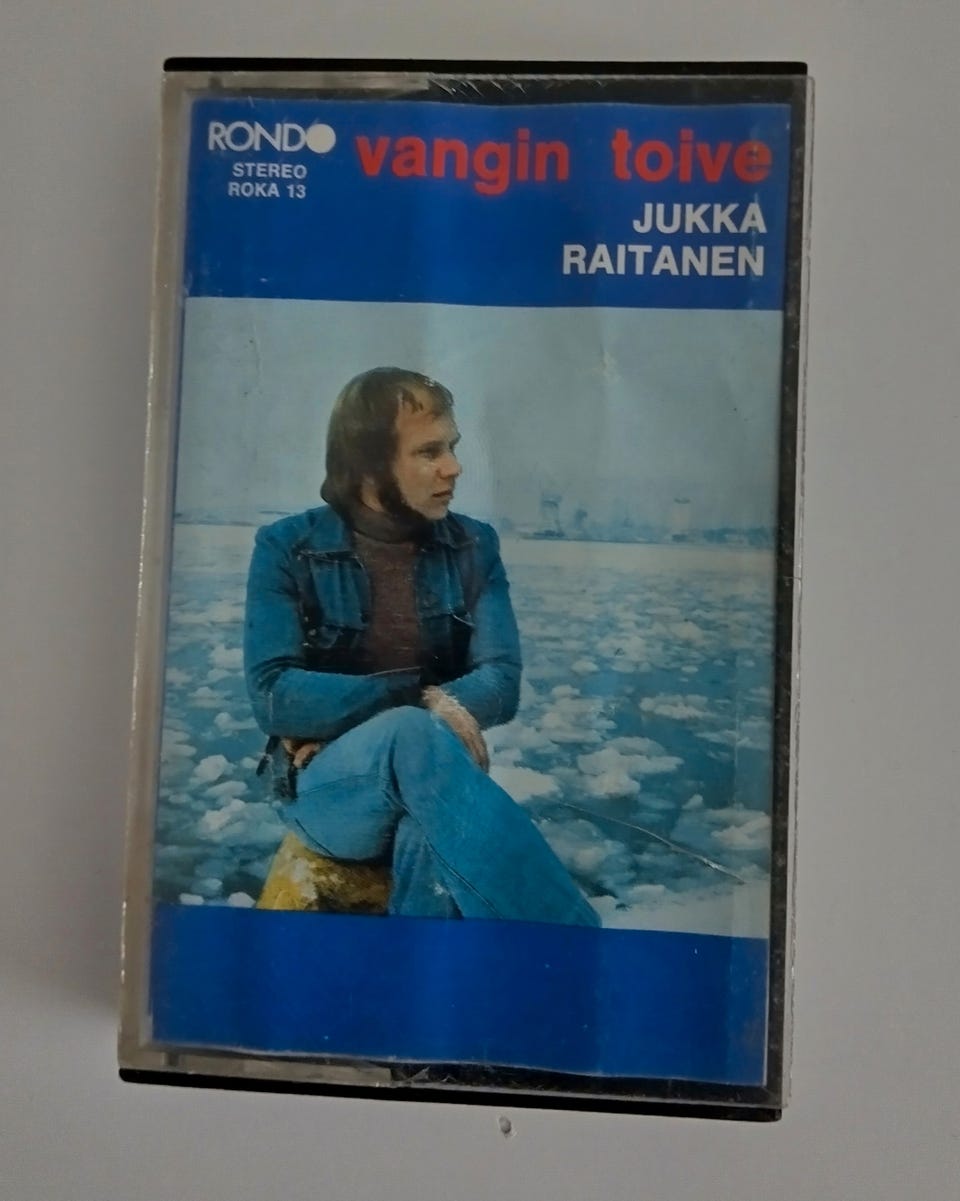 RONDO
STEREO
ROKA 13
vangin toive
JUKKA
RAITANEN